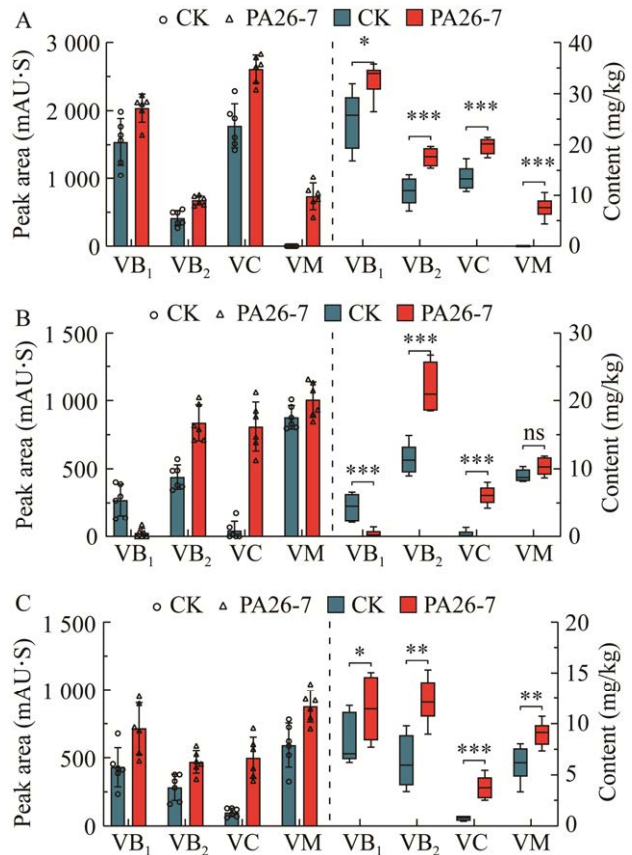 A
CK PA26-7 CK PA26-7
Peak area (mAU·S)
3 000
2 000
1 000
0
VB₁ VB₂ VC VM VB₁ VB₂ VC VM
* *** *** ***
40
30
20
10
0
Content (mg/kg)
B
CK PA26-7 CK PA26-7
Peak area (mAU·S)
1 500
1 000
500
0
VB₁ VB₂ VC VM VB₁ VB₂ VC VM
*** *** *** ns
30
20
10
0
Content (mg/kg)
C
CK PA26-7 CK PA26-7
Peak area (mAU·S)
1 500
1 000
500
0
VB₁ VB₂ VC VM VB₁ VB₂ VC VM
* ** *** **
20
15
10
5
0
Content (mg/kg)